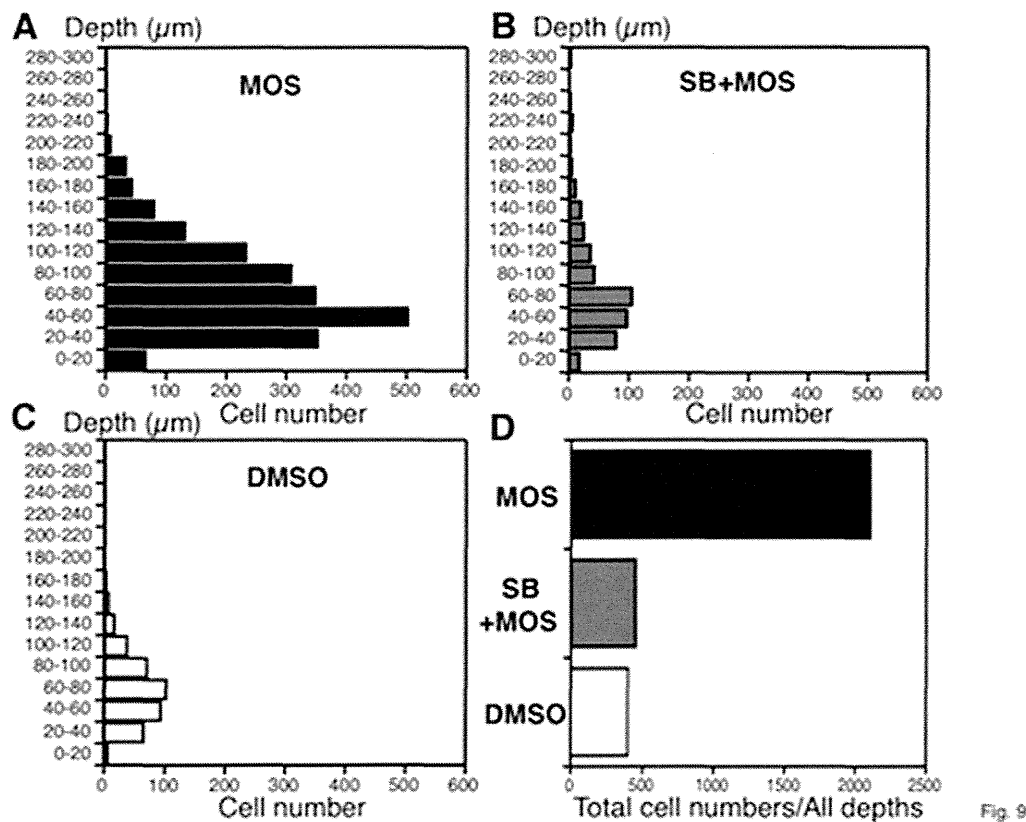 A Depth (µm)
MOS
280-300
260-280
240-260
220-240
200-220
180-200
160-180
140-160
120-140
100-120
80-100
60-80
40-60
20-40
0-20
0 100 200 300 400 500 600
Cell number
B Depth (µm)
SB+MOS
280-300
260-280
240-260
220-240
200-220
180-200
160-180
140-160
120-140
100-120
80-100
60-80
40-60
20-40
0-20
0 100 200 300 400 500 600
Cell number
C Depth (µm)
DMSO
280-300
260-280
240-260
220-240
200-220
180-200
160-180
140-160
120-140
100-120
80-100
60-80
40-60
20-40
0-20
0 100 200 300 400 500 600
Cell number
D
MOS
SB
+MOS
DMSO
0 500 1000 1500 2000 2500
Total cell numbers/All depths
Fig. 9